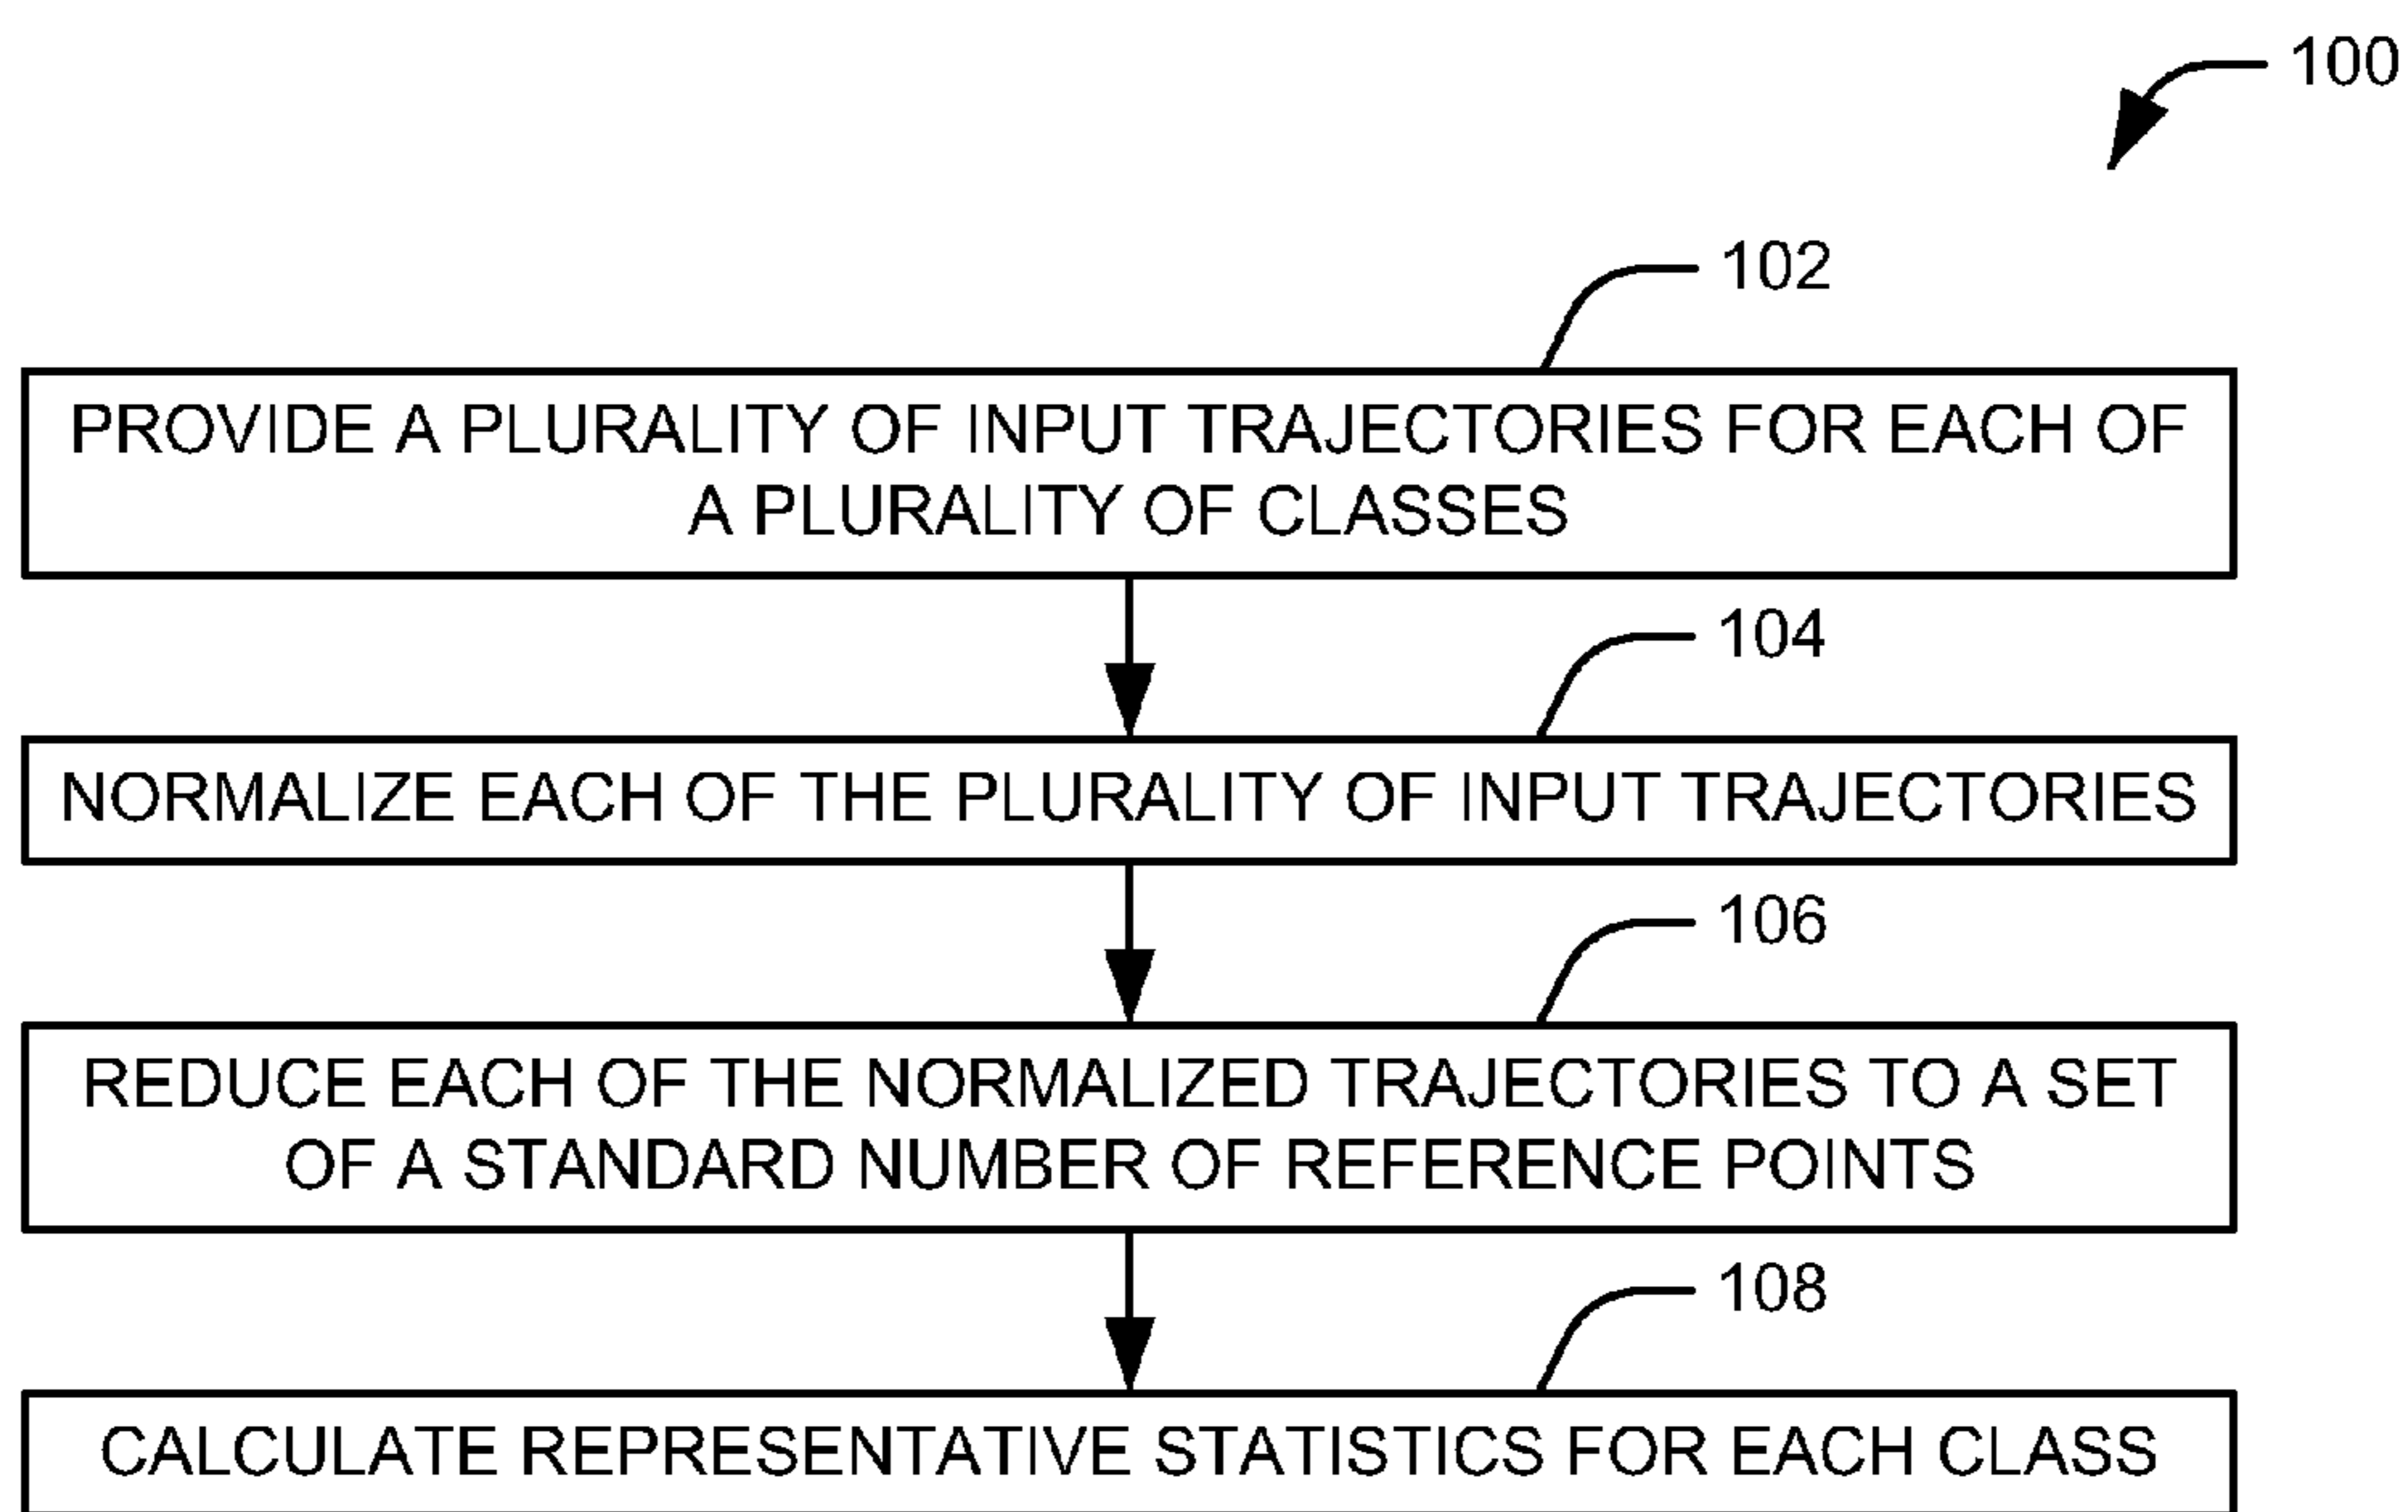 100
102
PROVIDE A PLURALITY OF INPUT TRAJECTORIES FOR EACH OF
A PLURALITY OF CLASSES
104
NORMALIZE EACH OF THE PLURALITY OF INPUT TRAJECTORIES
106
REDUCE EACH OF THE NORMALIZED TRAJECTORIES TO A SET
OF A STANDARD NUMBER OF REFERENCE POINTS
108
CALCULATE REPRESENTATIVE STATISTICS FOR EACH CLASS